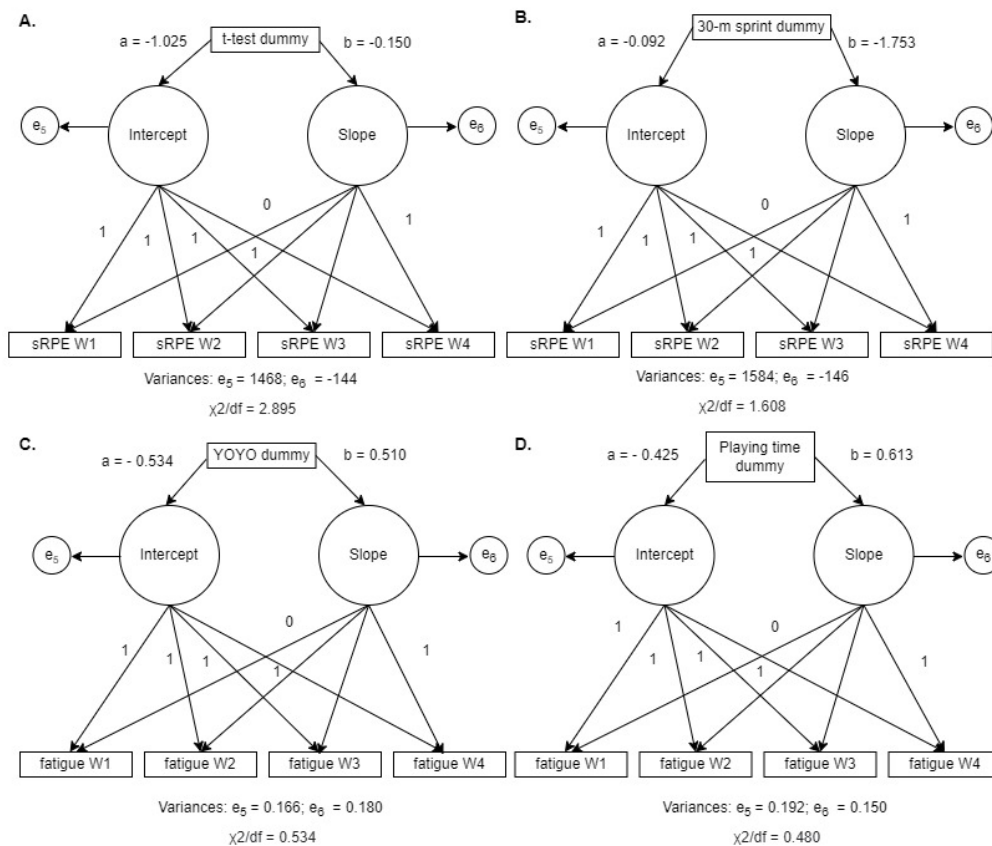 A.
t-test dummy
a = -1.025
b = -0.150
e5
Intercept
Slope
e6
0
1
1
1
1
1
sRPE W1
sRPE W2
sRPE W3
sRPE W4
Variances: e5 = 1468; e6 = -144
χ2/df = 2.895
B.
30-m sprint dummy
a = -0.092
b = -1.753
e5
Intercept
Slope
e6
0
1
1
1
1
1
sRPE W1
sRPE W2
sRPE W3
sRPE W4
Variances: e5 = 1584; e6 = -146
χ2/df = 1.608
C.
YOYO dummy
a = - 0.534
b = 0.510
e5
Intercept
Slope
e6
0
1
1
1
1
1
fatigue W1
fatigue W2
fatigue W3
fatigue W4
Variances: e5 = 0.166; e6 = 0.180
χ2/df = 0.534
D.
Playing time
dummy
a = - 0.425
b = 0.613
e5
Intercept
Slope
e6
0
1
1
1
1
1
fatigue W1
fatigue W2
fatigue W3
fatigue W4
Variances: e5 = 0.192; e6 = 0.150
χ2/df = 0.480